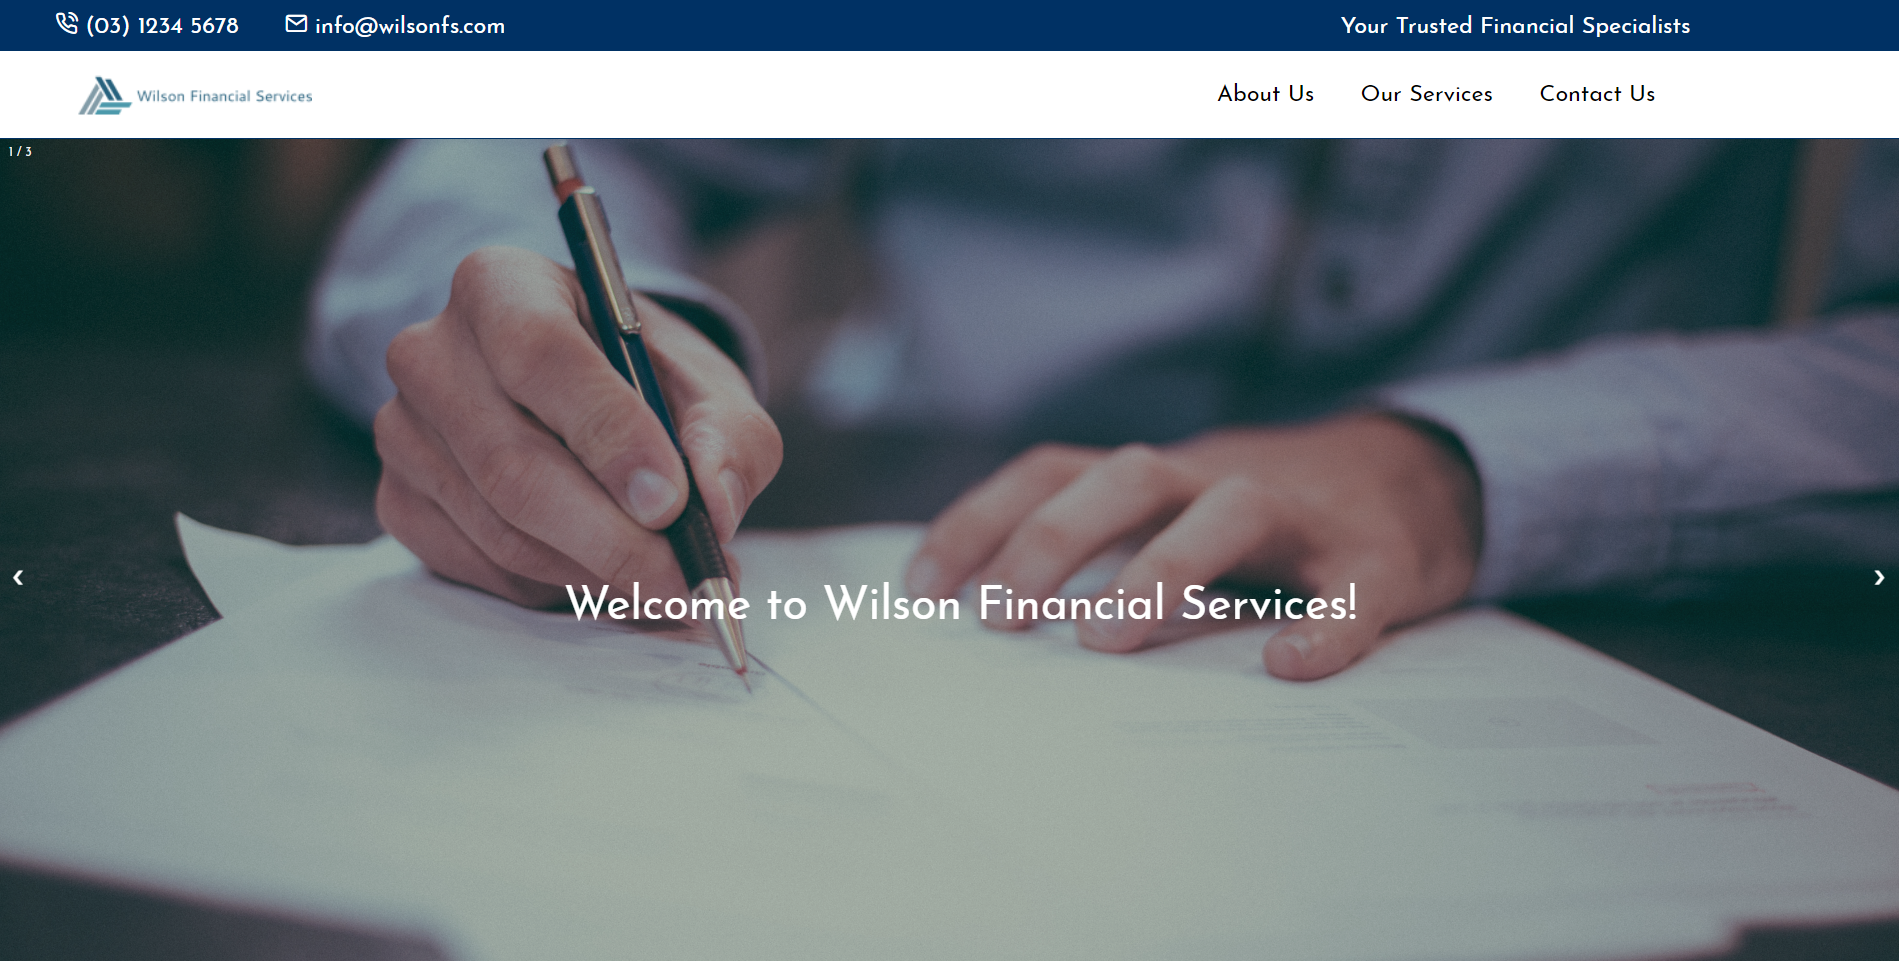 (03) 1234 5678 info@wilsonfs.com Your Trusted Financial Specialists
Wilson Financial Services About Us Our Services Contact Us
1 / 3
‹ ›
Welcome to Wilson Financial Services!